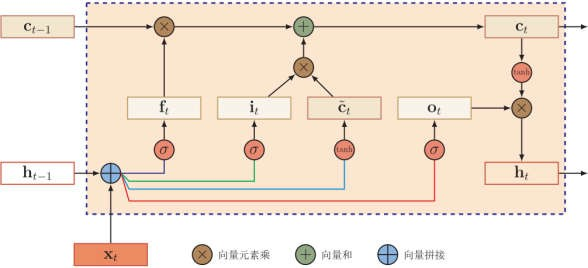 c_{t−1} × + c_t
×
tanh
f_t i_t c̃_t o_t ×
σ σ tanh σ
h_{t−1} + h_t
x_t × 向量元素乘 + 向量和 + 向量拼接